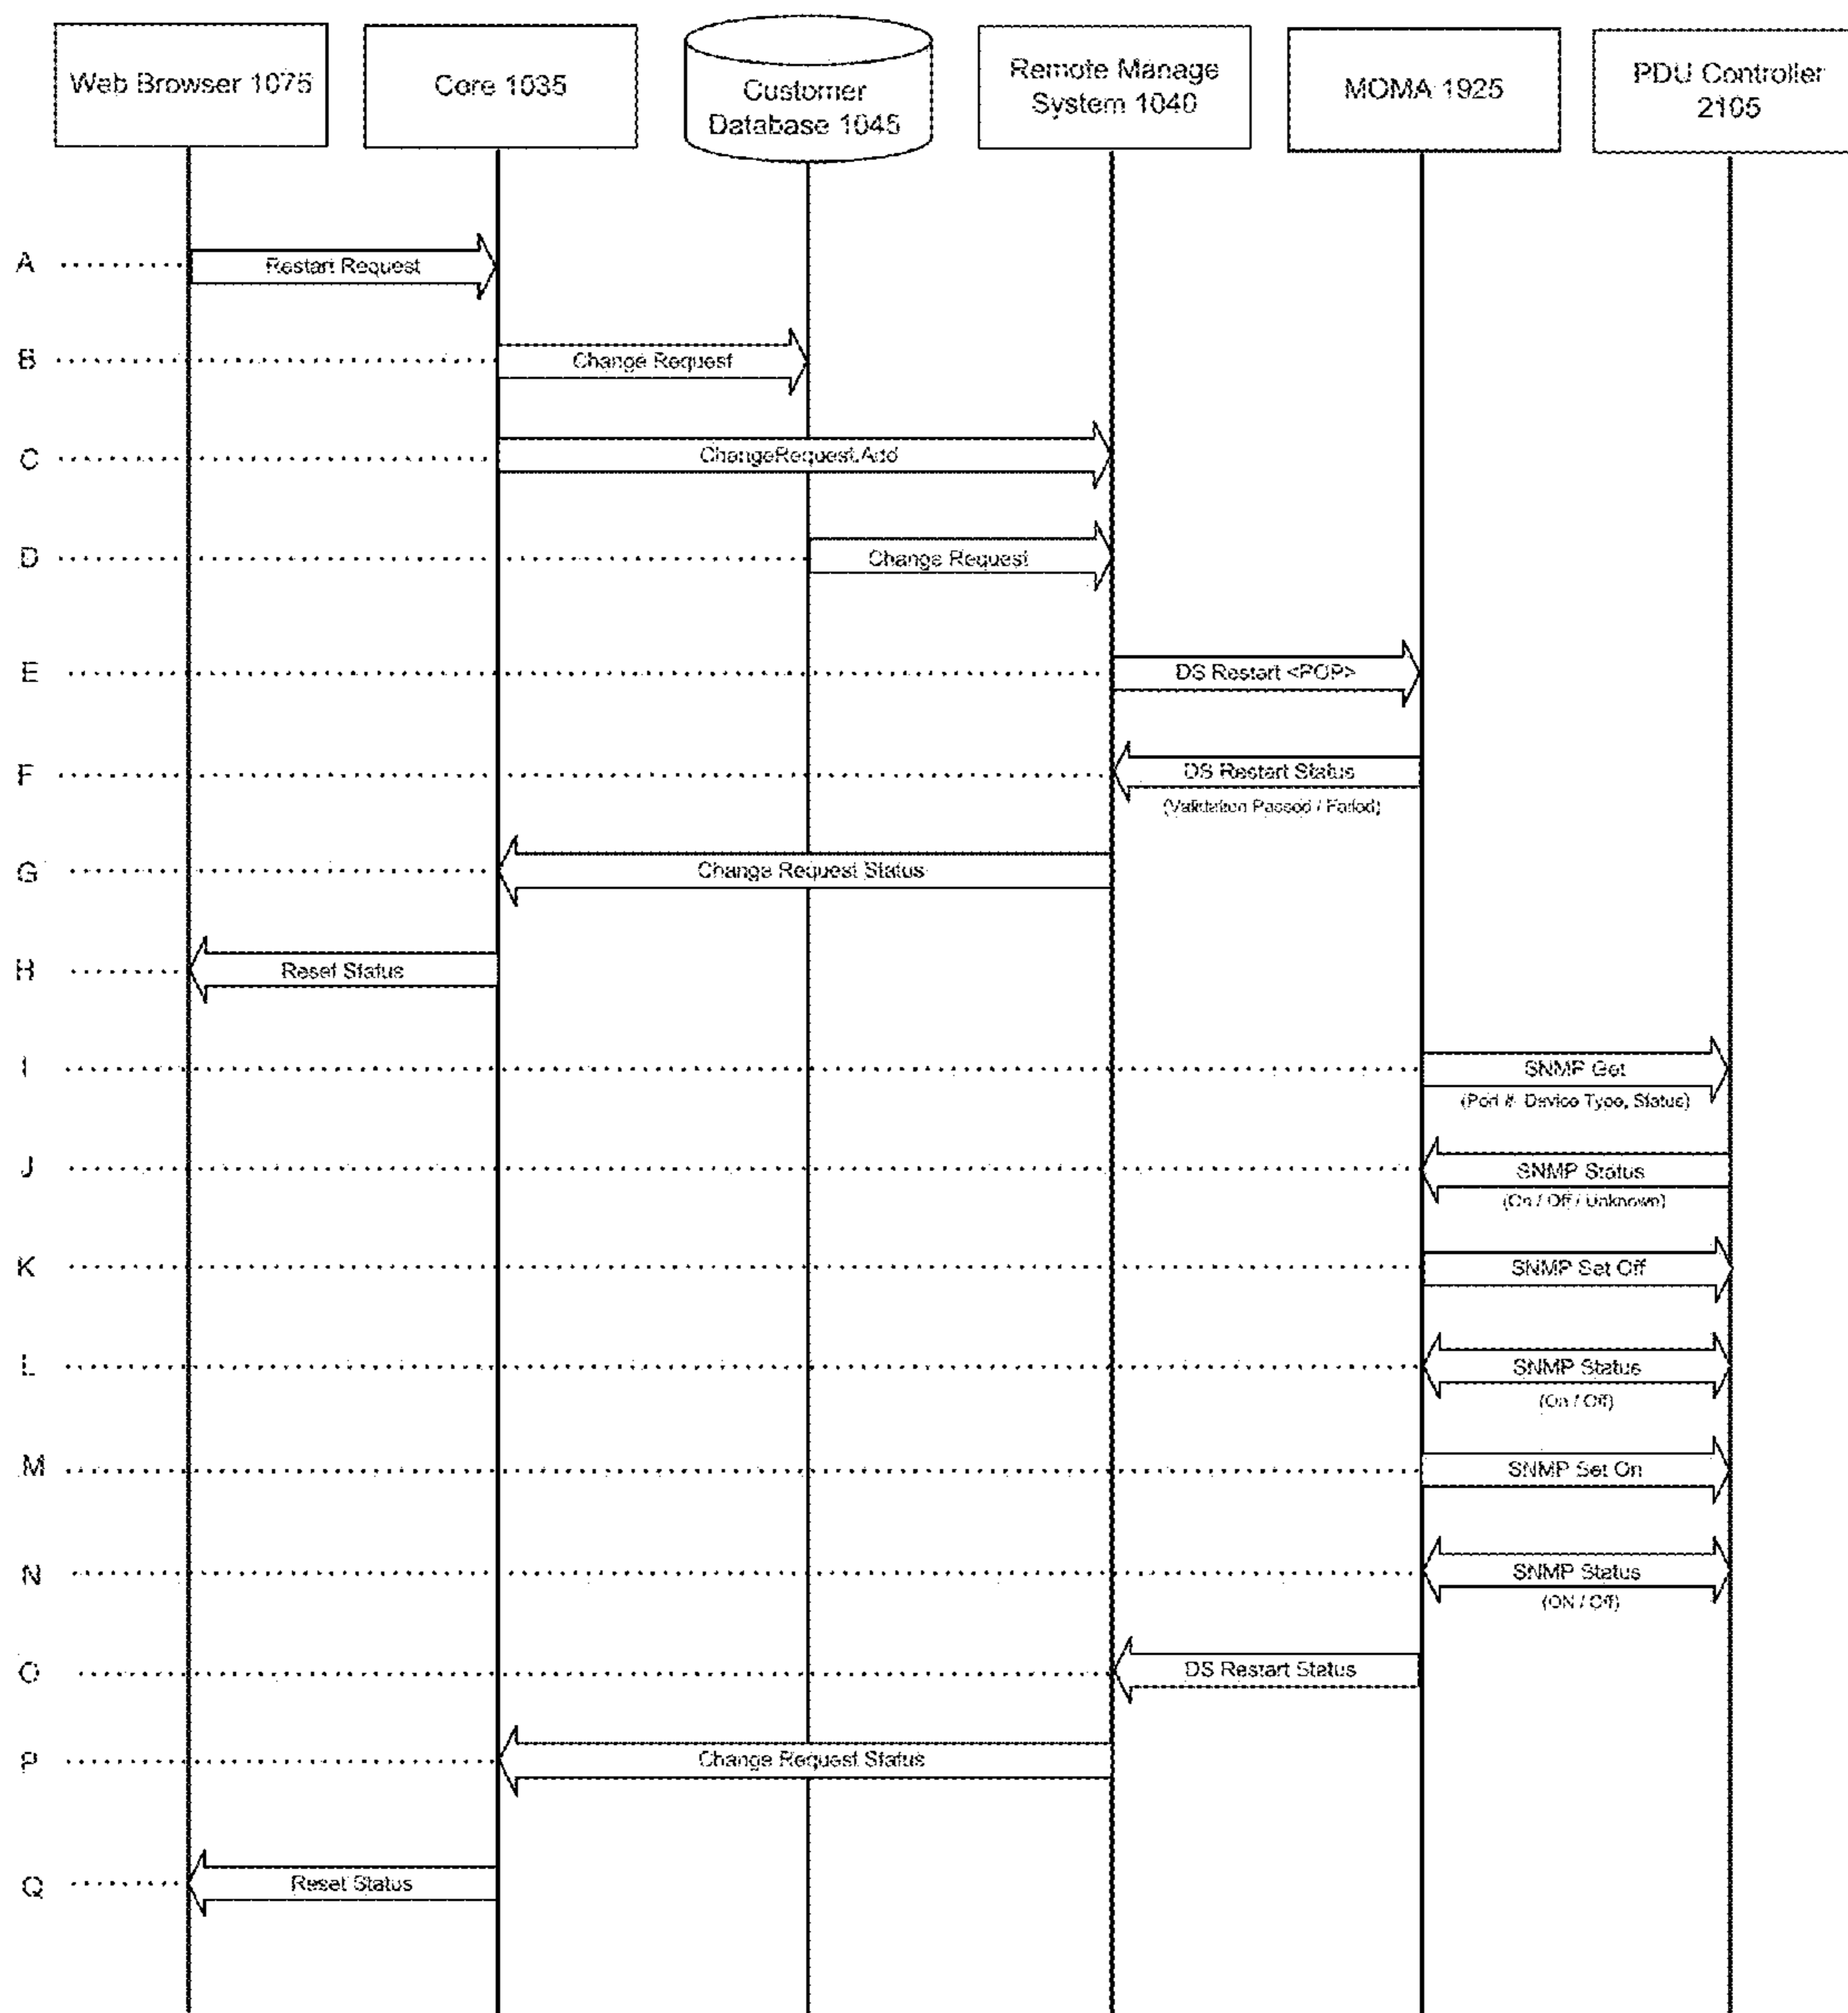 Web Browser 1075
Core 1035
Customer
Database 1045
Remote Manage
System 1040
MOMA 1925
PDU Controller
2105
A
Restart Request
B
Change Request
C
ChangeRequest.Add
D
Change Request
E
DS Restart <POP>
F
DS Restart Status
(Validation Passed / Failed)
G
Change Request Status
H
Reset Status
I
SNMP Get
(Port #, Device Type, Status)
J
SNMP Status
(On / Off / Unknown)
K
SNMP Set Off
L
SNMP Status
(On / Off)
M
SNMP Set On
N
SNMP Status
(ON / Off)
O
DS Restart Status
P
Change Request Status
Q
Reset Status